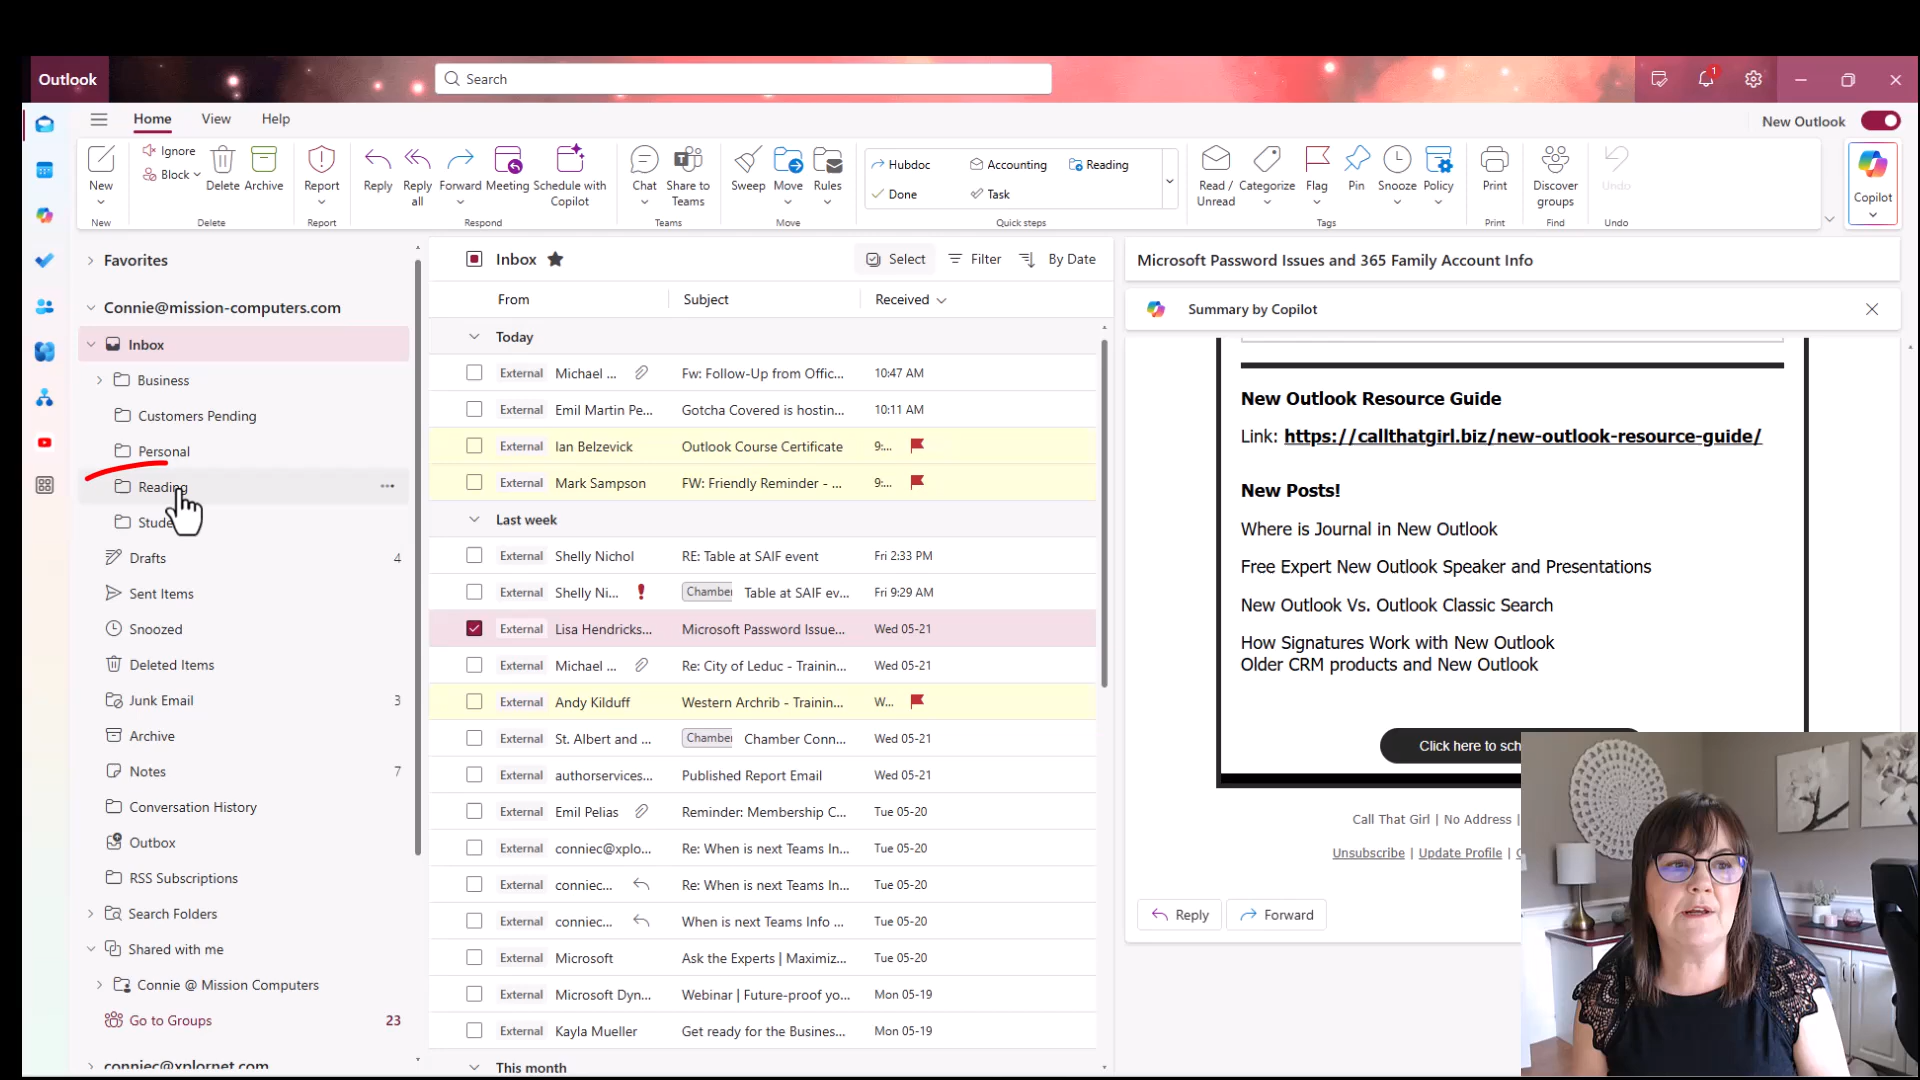 Outlook
Search
1
Home View Help
New Outlook
New
Ignore
Block
Delete
Archive
Report
Reply
Reply all
Forward
Meeting
Schedule with Copilot
Chat
Share to Teams
Sweep
Move
Rules
Hubdoc Accounting Reading
Done Task
Read / Unread
Categorize
Flag
Pin
Snooze
Policy
Print
Discover groups
Undo
Copilot
New Delete Report Respond Teams Move Quick steps Tags Print Find Undo
Favorites
Connie@mission-computers.com
Inbox
Business
Customers Pending
Personal
Reading
Stude
Drafts 4
Sent Items
Snoozed
Deleted Items
Junk Email 3
Archive
Notes 7
Conversation History
Outbox
RSS Subscriptions
Search Folders
Shared with me
Connie @ Mission Computers
Go to Groups 23
conniec@xplornet.com
Inbox Select Filter By Date
From Subject Received
Today
External Michael ... Fw: Follow-Up from Offic... 10:47 AM
External Emil Martin Pe... Gotcha Covered is hostin... 10:11 AM
External Ian Belzevick Outlook Course Certificate 9:...
External Mark Sampson FW: Friendly Reminder - ... 9:...
Last week
External Shelly Nichol RE: Table at SAIF event Fri 2:33 PM
External Shelly Ni... Chamber Table at SAIF ev... Fri 9:29 AM
External Lisa Hendricks... Microsoft Password Issue... Wed 05-21
External Michael ... Re: City of Leduc - Trainin... Wed 05-21
External Andy Kilduff Western Archrib - Trainin... W...
External St. Albert and ... Chamber Chamber Conn... Wed 05-21
External authorservices... Published Report Email Wed 05-21
External Emil Pelias Reminder: Membership C... Tue 05-20
External conniec@xplo... Re: When is next Teams In... Tue 05-20
External conniec... Re: When is next Teams In... Tue 05-20
External conniec... When is next Teams Info ... Tue 05-20
External Microsoft Ask the Experts | Maximiz... Tue 05-20
External Microsoft Dyn... Webinar | Future-proof yo... Mon 05-19
External Kayla Mueller Get ready for the Busines... Mon 05-19
This month
Microsoft Password Issues and 365 Family Account Info
Summary by Copilot
New Outlook Resource Guide
Link: https://callthatgirl.biz/new-outlook-resource-guide/
New Posts!
Where is Journal in New Outlook
Free Expert New Outlook Speaker and Presentations
New Outlook Vs. Outlook Classic Search
How Signatures Work with New Outlook
Older CRM products and New Outlook
Click here to sch
Call That Girl | No Address |
Unsubscribe | Update Profile |
Reply Forward